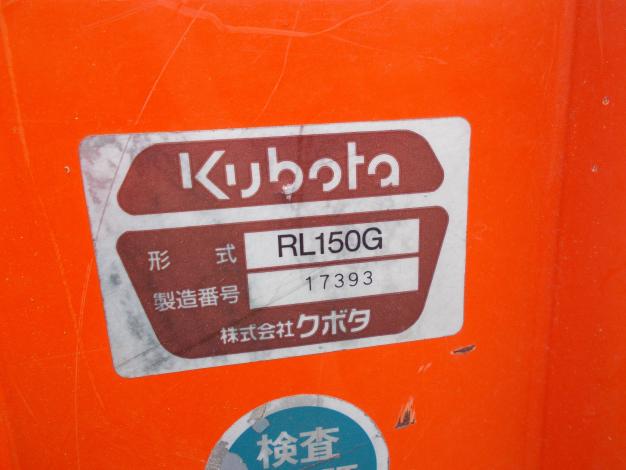 Kubota
形式 RL150G
製造番号 17393
株式会社クボタ
検査